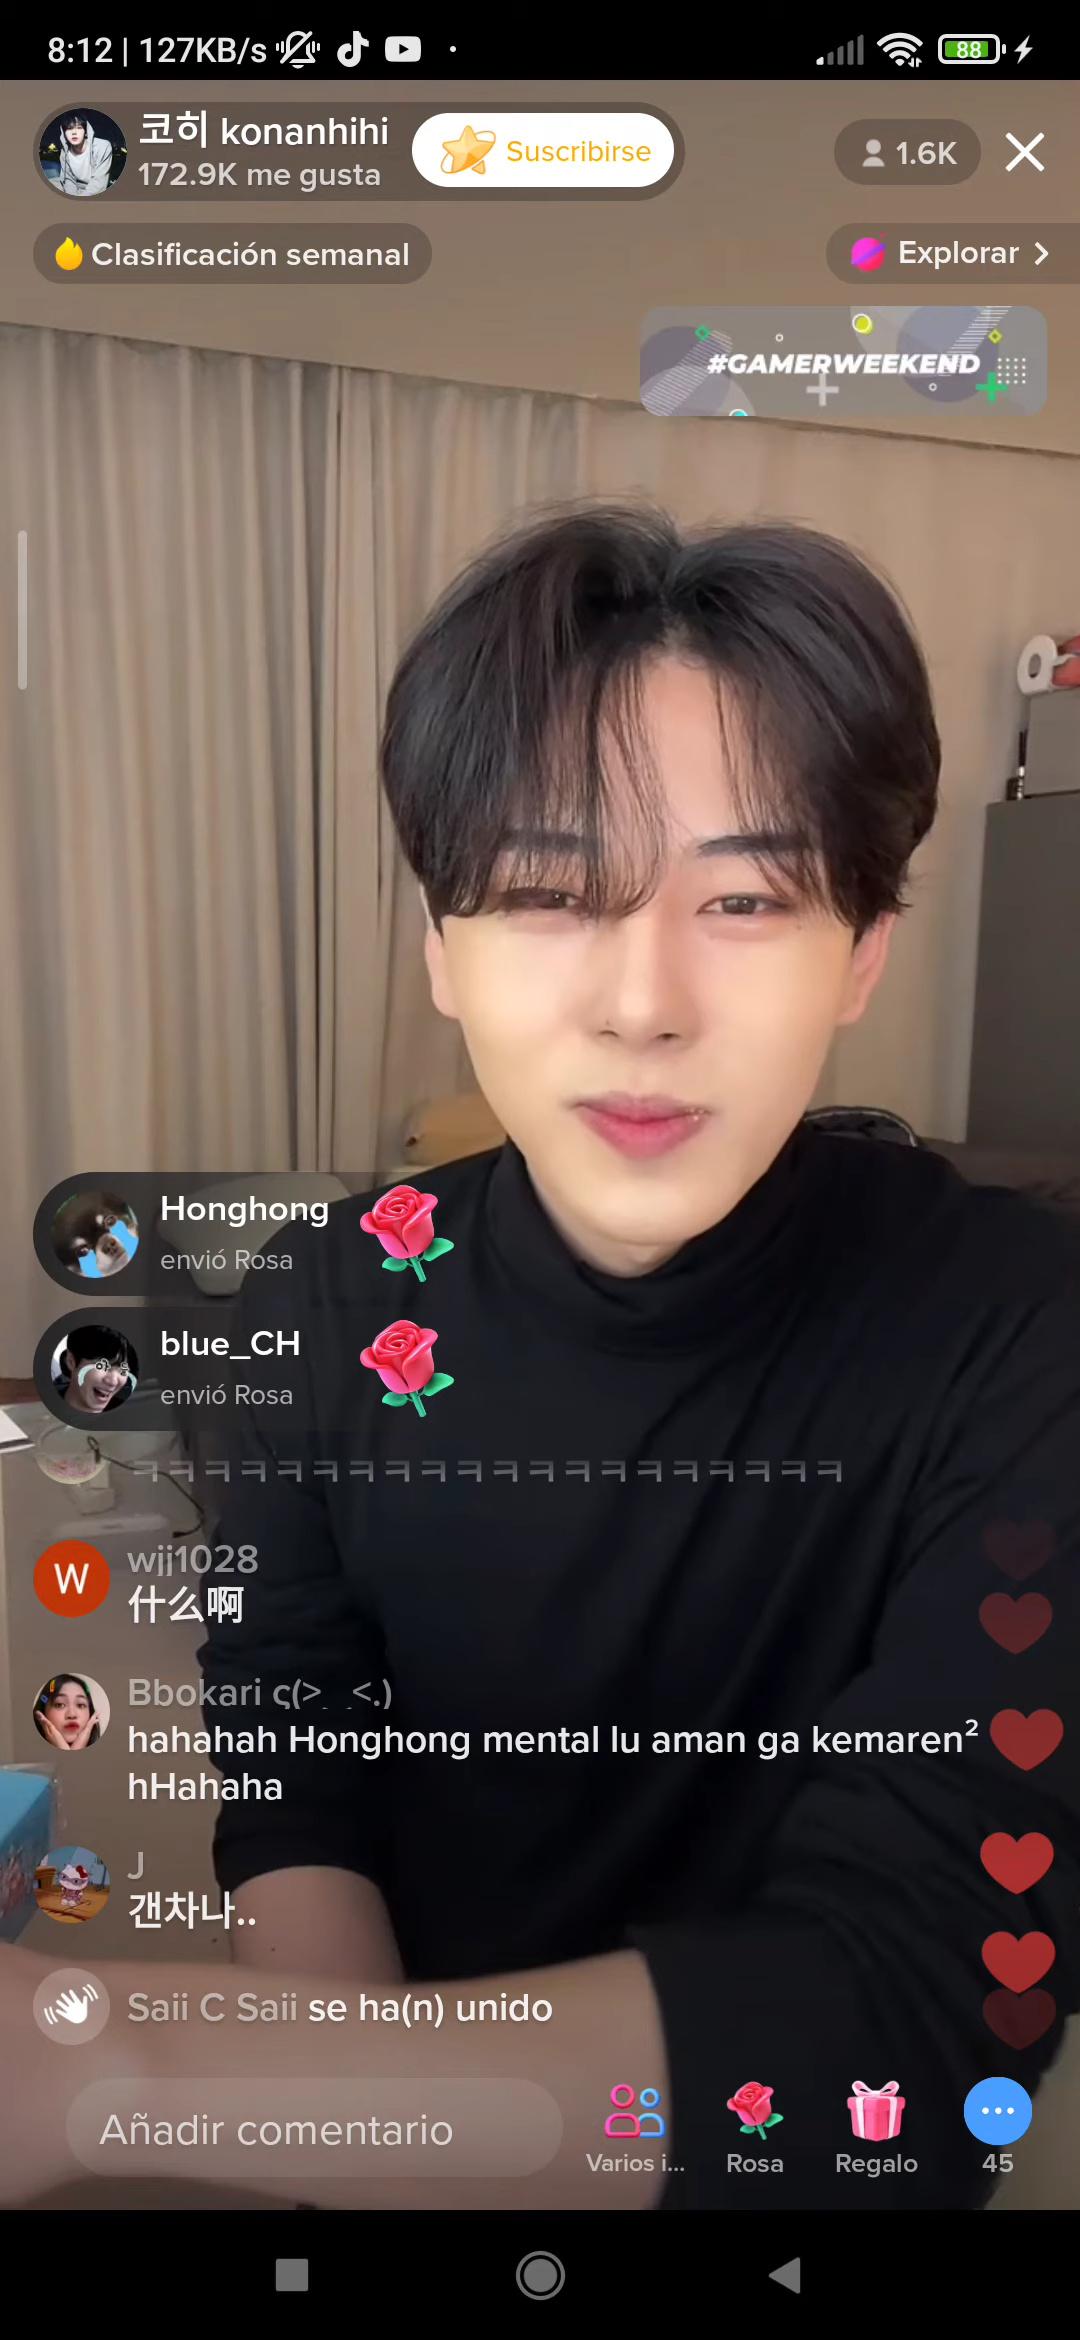 8:12 | 127KB/s
88
코히 konanhihi
172.9K me gusta
Suscribirse
1.6K
Clasificación semanal
Explorar
#GAMERWEEKEND
Honghong
envió Rosa
blue_CH
envió Rosa
ㅋㅋㅋㅋㅋㅋㅋㅋㅋㅋㅋㅋㅋㅋㅋㅋㅋㅋㅋㅋ
W
wjj1028
什么啊
Bbokari ς(>‿<.)
hahahah Honghong mental lu aman ga kemaren²
hHahaha
J
갠차나..
Saii C Saii se ha(n) unido
Añadir comentario
Varios i...
Rosa
Regalo
45